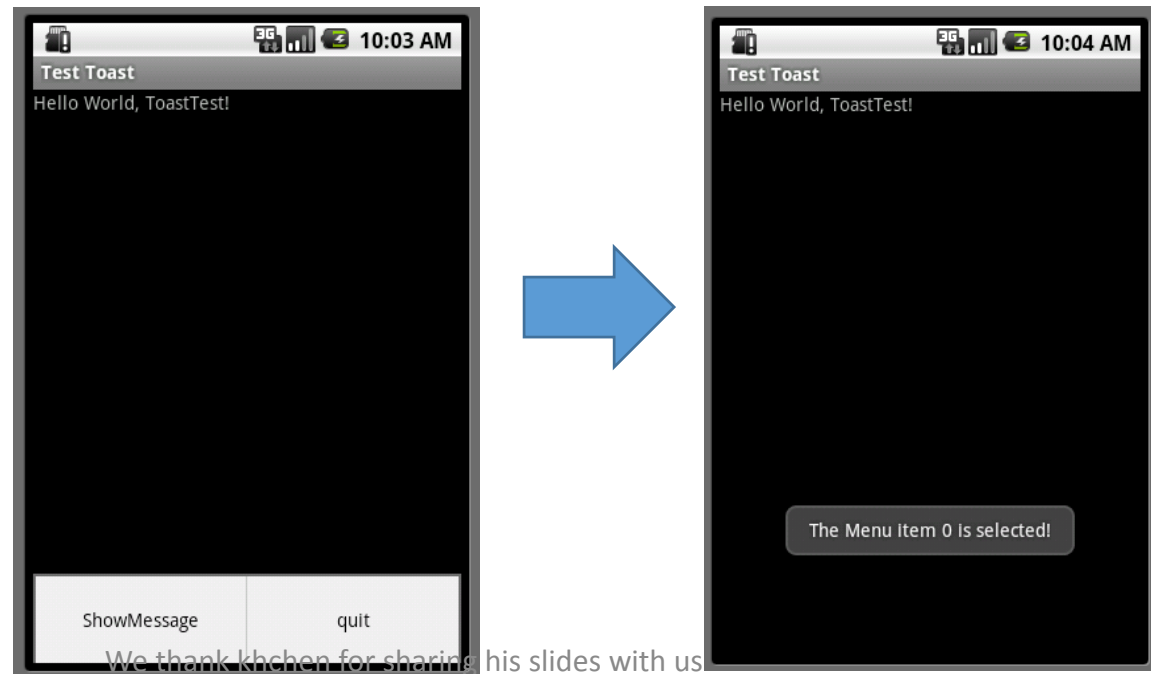 3G 10:03 AM
Test Toast
Hello World, ToastTest!
ShowMessage quit
3G 10:04 AM
Test Toast
Hello World, ToastTest!
The Menu item 0 is selected!
We thank khchen for sharing his slides with us